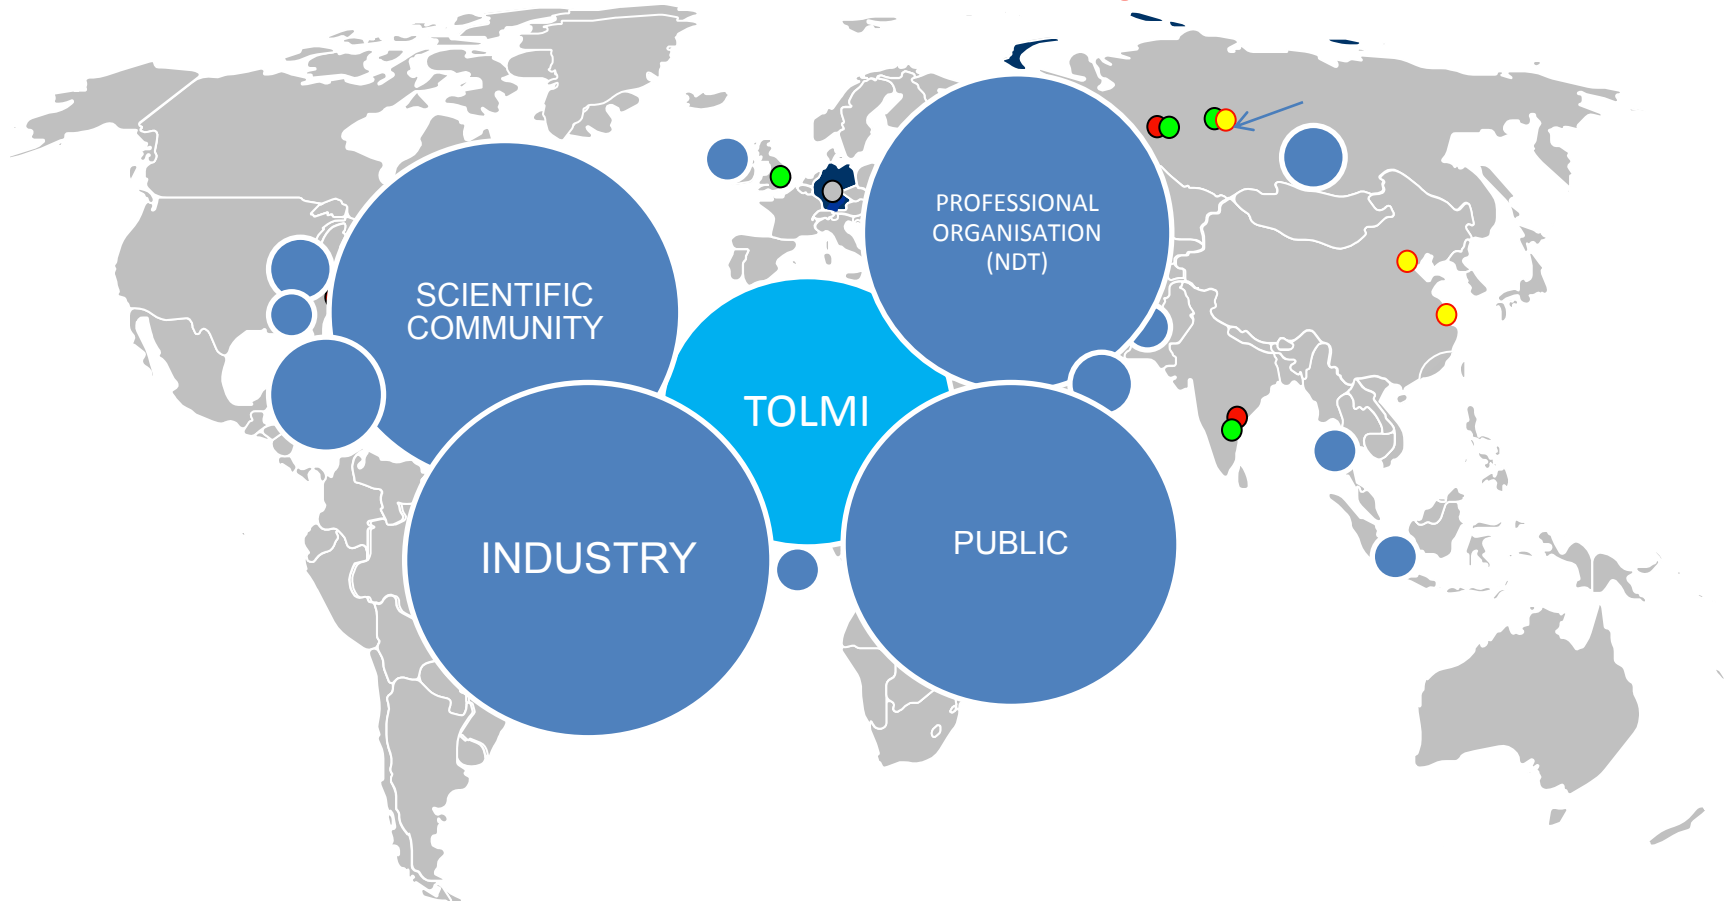 PROFESSIONAL
ORGANISATION
(NDT)
SCIENTIFIC
COMMUNITY
TOLMI
INDUSTRY
PUBLIC